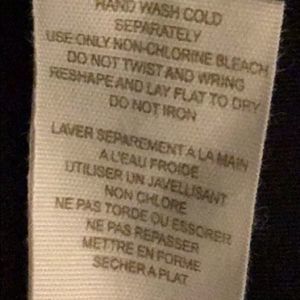 HAND WASH COLD
SEPARATELY
USE ONLY NON-CHLORINE BLEACH
DO NOT TWIST AND WRING
RESHAPE AND LAY FLAT TO DRY
DO NOT IRON
LAVER SEPAREMENT A LA MAIN
A L'EAU FROIDE
UTILISER UN JAVELLISANT
NON CHLORE
NE PAS TORDE OU ESSORER
NE PAS REPASSER
METTRE EN FORME
SECHER A PLAT